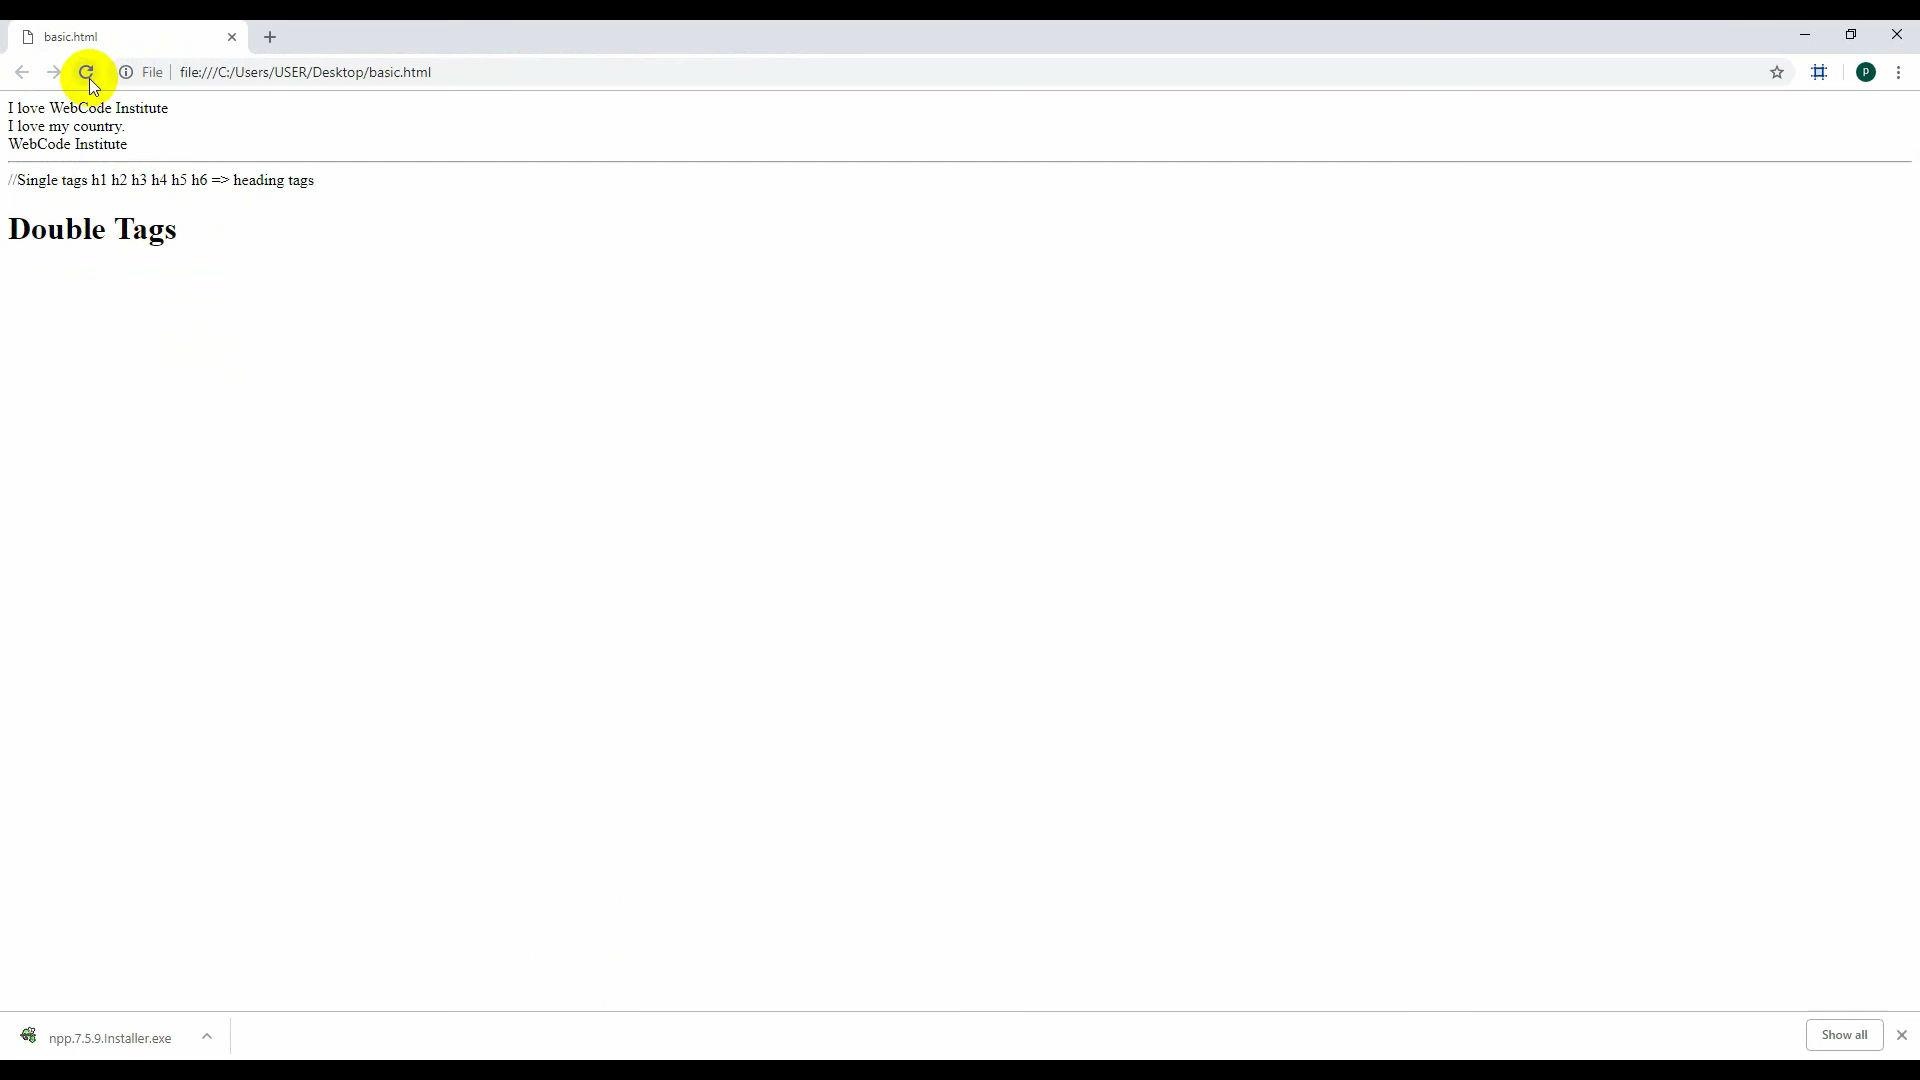 basic.html
File file:///C:/Users/USER/Desktop/basic.html
P
I love WebCode Institute
I love my country.
WebCode Institute
//Single tags h1 h2 h3 h4 h5 h6 => heading tags
Double Tags
npp.7.5.9.Installer.exe
Show all